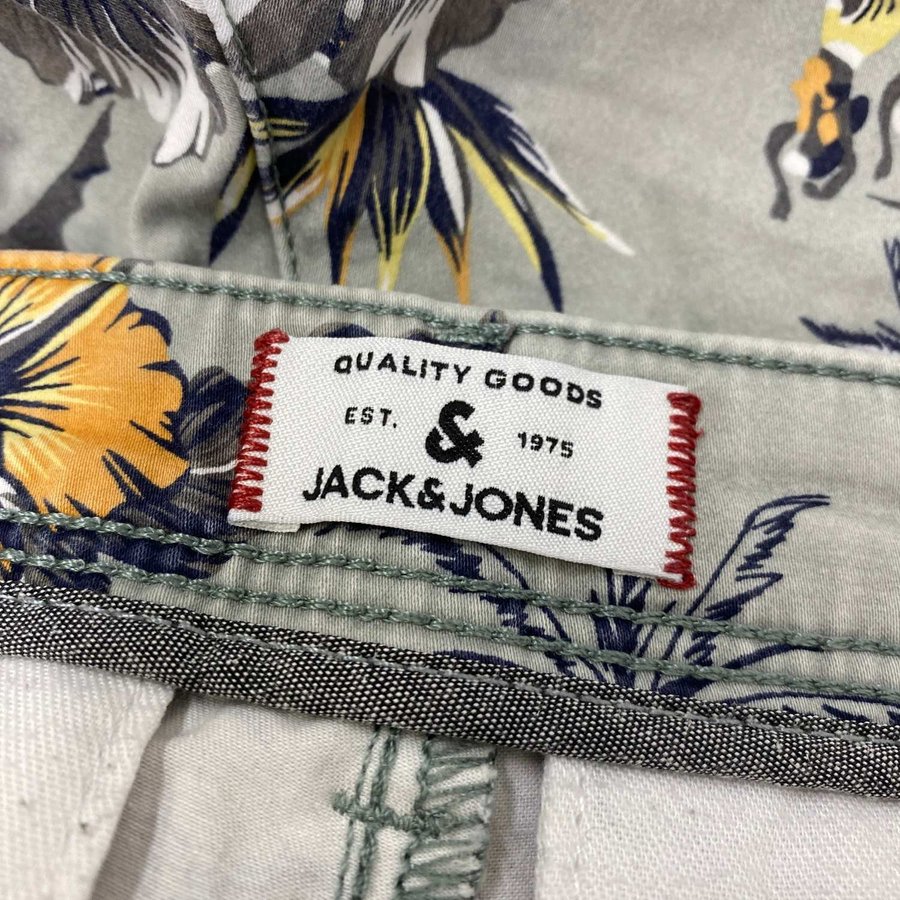 QUALITY GOODS
EST. & 1975
JACK&JONES